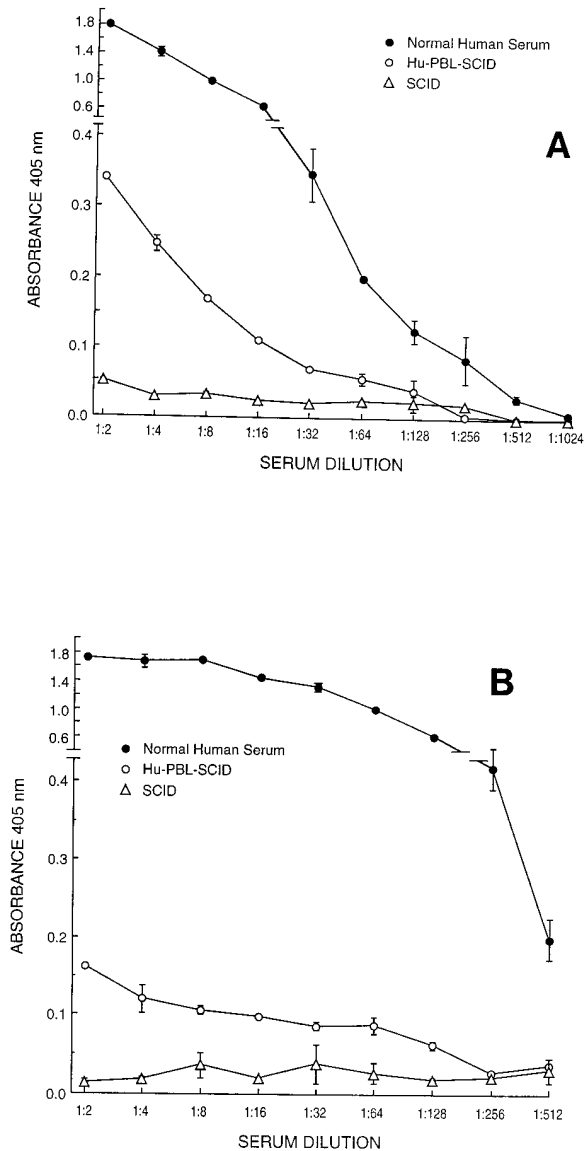 1.8
1.4
1.0
0.6
0.4
0.3
0.2
0.1
0.0
ABSORBANCE 405 nm
Normal Human Serum
Hu-PBL-SCID
SCID
A
1:2 1:4 1:8 1:16 1:32 1:64 1:128 1:256 1:512 1:1024
SERUM DILUTION
1.8
1.4
1.0
0.6
0.4
0.3
0.2
0.1
0.0
ABSORBANCE 405 nm
B
Normal Human Serum
Hu-PBL-SCID
SCID
1:2 1:4 1:8 1:16 1:32 1:64 1:128 1:256 1:512
SERUM DILUTION